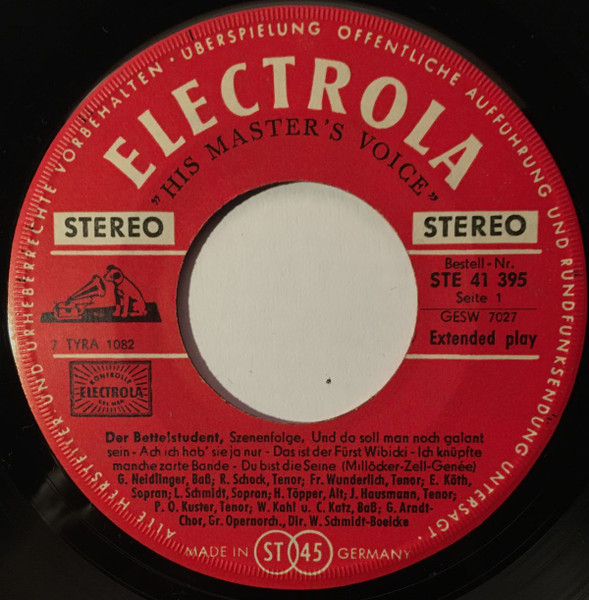 ALLE HERSTELLER- UND URHEBERRECHTE VORBEHALTEN · ÜBERSPIELUNG ÖFFENTLICHE AUFFÜHRUNG UND RUNDFUNKSENDUNG UNTERSAGT ·
ELECTROLA
„HIS MASTER'S VOICE"
STEREO STEREO
Bestell-Nr.
STE 41 395
Seite 1
GESW 7027
7 TYRA 1082 Extended play
ELECTROLA
Der Bettelstudent, Szenenfolge, Und da soll man noch galant
sein - Ach ich hab' sie ja nur - Das ist der Fürst Wibicki - Ich knüpfte
manche zarte Bande - Du bist die Seine (Millöcker-Zell-Genée)
G. Neidlinger, Baß; R. Schock, Tenor; Fr. Wunderlich, Tenor; E. Köth,
Sopran; L. Schmidt, Sopran; H. Töpper, Alt; J. Hausmann, Tenor;
P. O. Kuster, Tenor; W. Kahl u. C. Katz, Baß; G. Arndt-
Chor, Gr. Opernorch., Dir. W. Schmidt-Boelcke
MADE IN ST 45 GERMANY